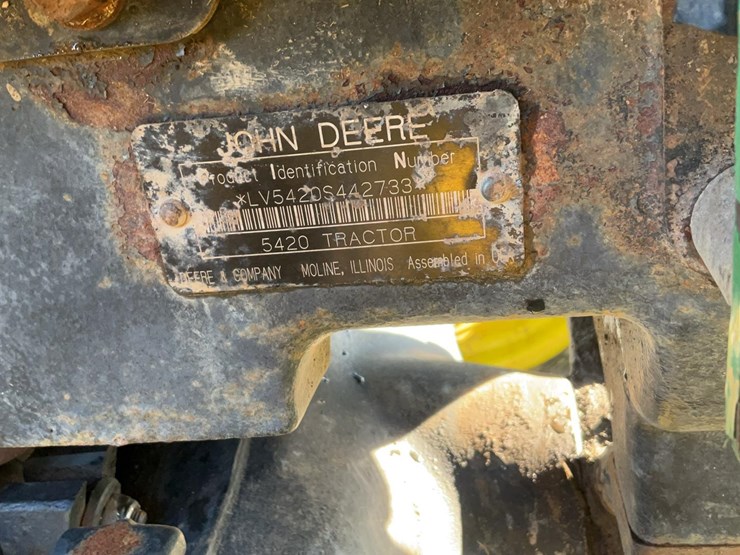 JOHN DEERE
Product Identification Number
*LV5420S442733*
5420 TRACTOR
DEERE & COMPANY MOLINE, ILLINOIS Assembled in